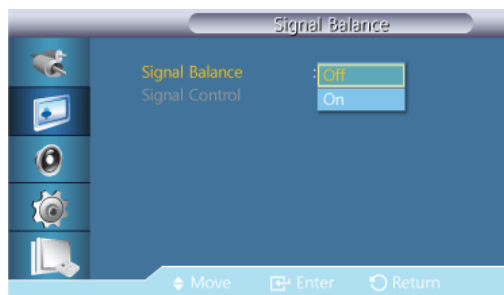 Signal Balance
Signal Balance : Off
Signal Control On
Move Enter Return